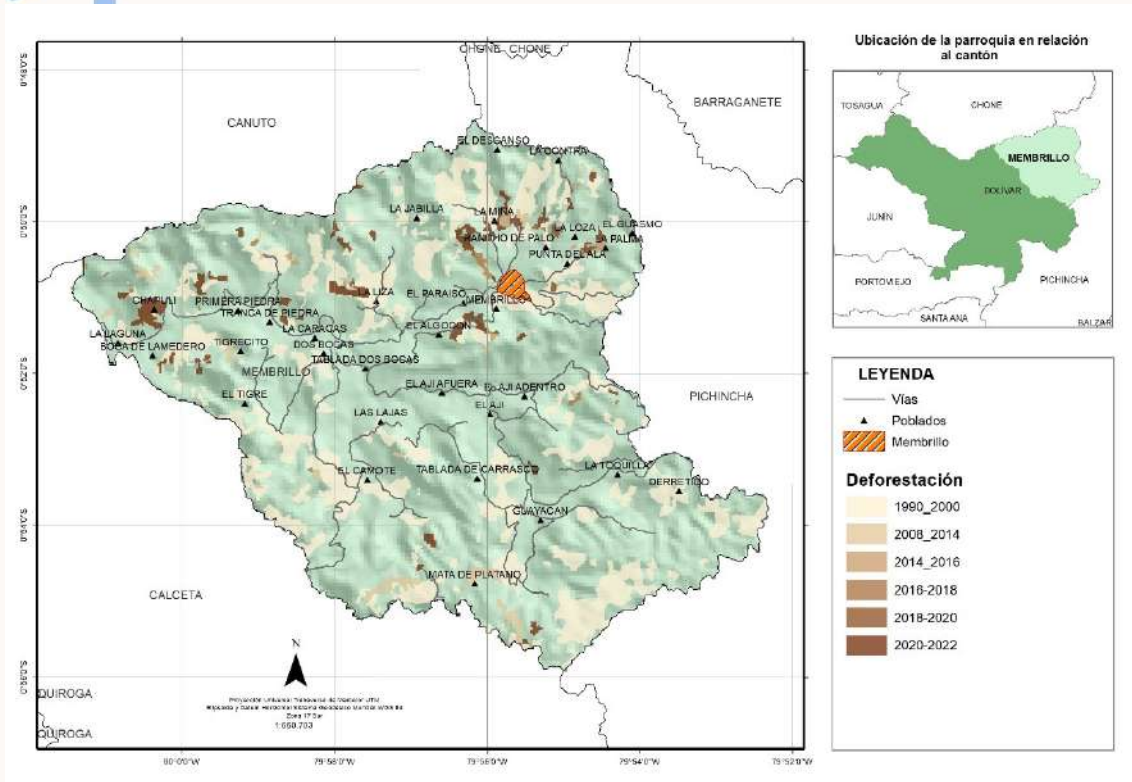 CHONE CHONE
BARRAGANETE
CANUTO
EL DESCANSO
LA CONTRA
LA JABILLA
LA MINA
LA LOZA
EL GUASMO
RANCHO DE PALO
LA PALMA
PUNTA DEL ALA
LA LIZA
EL PARAISO
MEMBRILLO
CHAPULI
PRIMERA PIEDRA
TRANCA DE PIEDRA
LA CARACAS
EL ALGODON
LA LAGUNA
BOCA DE LAMEDERO
TIGRECITO
DOS BOCAS
TABLADA DOS BOCAS
MEMBRILLO
EL AJI AFUERA
EL AJI ADENTRO
PICHINCHA
EL TIGRE
LAS LAJAS
EL AJI
EL CAMOTE
TABLADA DE CARRASCO
LA TOQUILLA
DERRETIDO
GUAYACAN
MATA DE PLATANO
CALCETA
N
QUIROGA
QUIROGA
Zona 17 Sur
80°0'0"W
79°58'0"W
79°56'0"W
79°54'0"W
79°52'0"W
Ubicación de la parroquia en relación
al cantón
TOSAGUA
CHONE
MEMBRILLO
BOLIVAR
JUNÍN
PORTOVIEJO
PICHINCHA
SANTA ANA
BALZAR
LEYENDA
Vías
Poblados
Membrillo
Deforestación
1990_2000
2008_2014
2014_2016
2016-2018
2018-2020
2020-2022